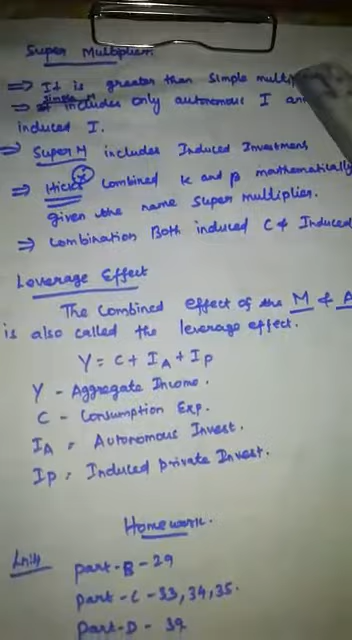 Super Multiplier
⇒ It is greater than simple multip
⇒ simple M includes only autonomous I an
induced I.
⇒ Super M includes Induced Investment
⇒ Hicks combined k and β mathematically
given the name Super multiplier.
⇒ Combination Both induced C & Induced
Leverage Effect
The Combined effect of the M & A
is also called the leverage effect.
Y = C + IA + IP
Y - Aggregate Income.
C - Consumption Exp.
IA = Autonomous Invest.
IP = Induced private Invest.
Homework.
part-B-29
part-C-33, 34, 35.
part-D - 39